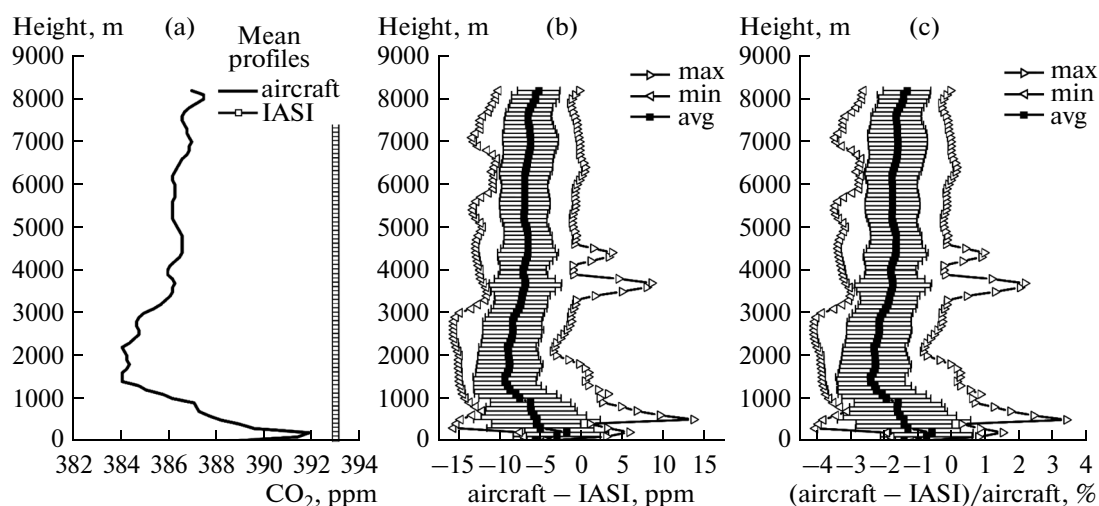 Height, m (a)
Mean
profiles
aircraft
IASI
9000
8000
7000
6000
5000
4000
3000
2000
1000
0
382 384 386 388 390 392 394
CO₂, ppm
Height, m (b)
max
min
avg
9000
8000
7000
6000
5000
4000
3000
2000
1000
0
−15 −10 −5 0 5 10 15
aircraft − IASI, ppm
Height, m (c)
max
min
avg
9000
8000
7000
6000
5000
4000
3000
2000
1000
0
−4 −3 −2 −1 0 1 2 3 4
(aircraft − IASI)/aircraft, %